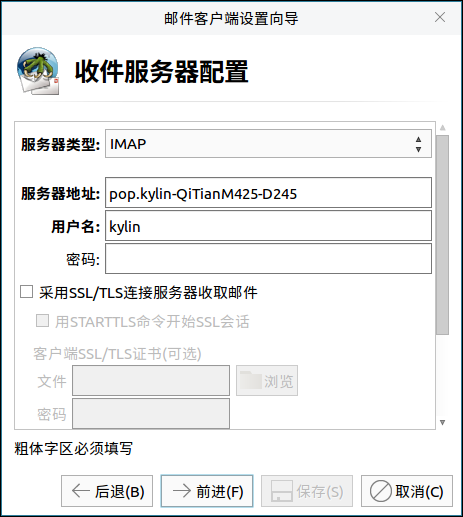 邮件客户端设置向导
收件服务器配置
服务器类型: IMAP
服务器地址: pop.kylin-QiTianM425-D245
用户名: kylin
密码:
采用SSL/TLS连接服务器收取邮件
用STARTTLS命令开始SSL会话
客户端SSL/TLS证书(可选)
文件 浏览
密码
粗体字区必须填写
后退(B) 前进(F) 保存(S) 取消(C)